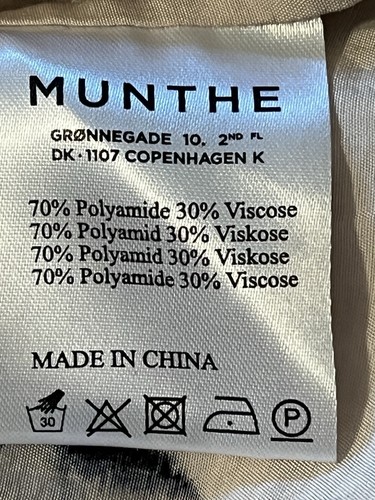 MUNTHE
GRØNNEGADE 10. 2ND FL
DK·1107 COPENHAGEN K
70% Polyamide 30% Viscose
70% Polyamid 30% Viskose
70% Polyamid 30% Viskose
70% Polyamide 30% Viscose
MADE IN CHINA
30 P